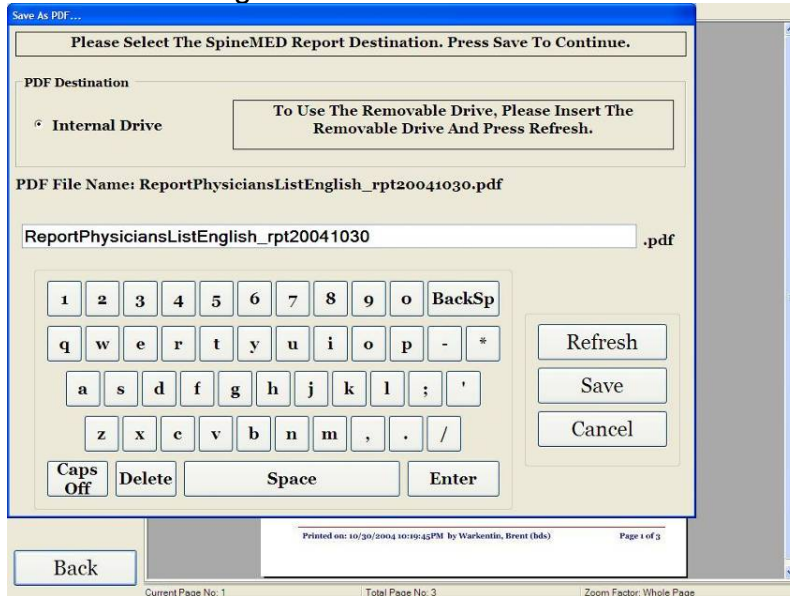 Save As PDF...
Please Select The SpineMED Report Destination. Press Save To Continue.
PDF Destination
Internal Drive
To Use The Removable Drive, Please Insert The
Removable Drive And Press Refresh.
PDF File Name: ReportPhysiciansListEnglish_rpt20041030.pdf
ReportPhysiciansListEnglish_rpt20041030 .pdf
1 2 3 4 5 6 7 8 9 0 BackSp
q w e r t y u i o p - *
a s d f g h j k l ; '
z x c v b n m , . /
Caps Off Delete Space Enter
Refresh
Save
Cancel
Printed on: 10/30/2004 10:19:45PM by Warkentin, Brent (bds) Page 1 of 3
Back
Current Page No: 1 Total Page No: 3 Zoom Factor: Whole Page